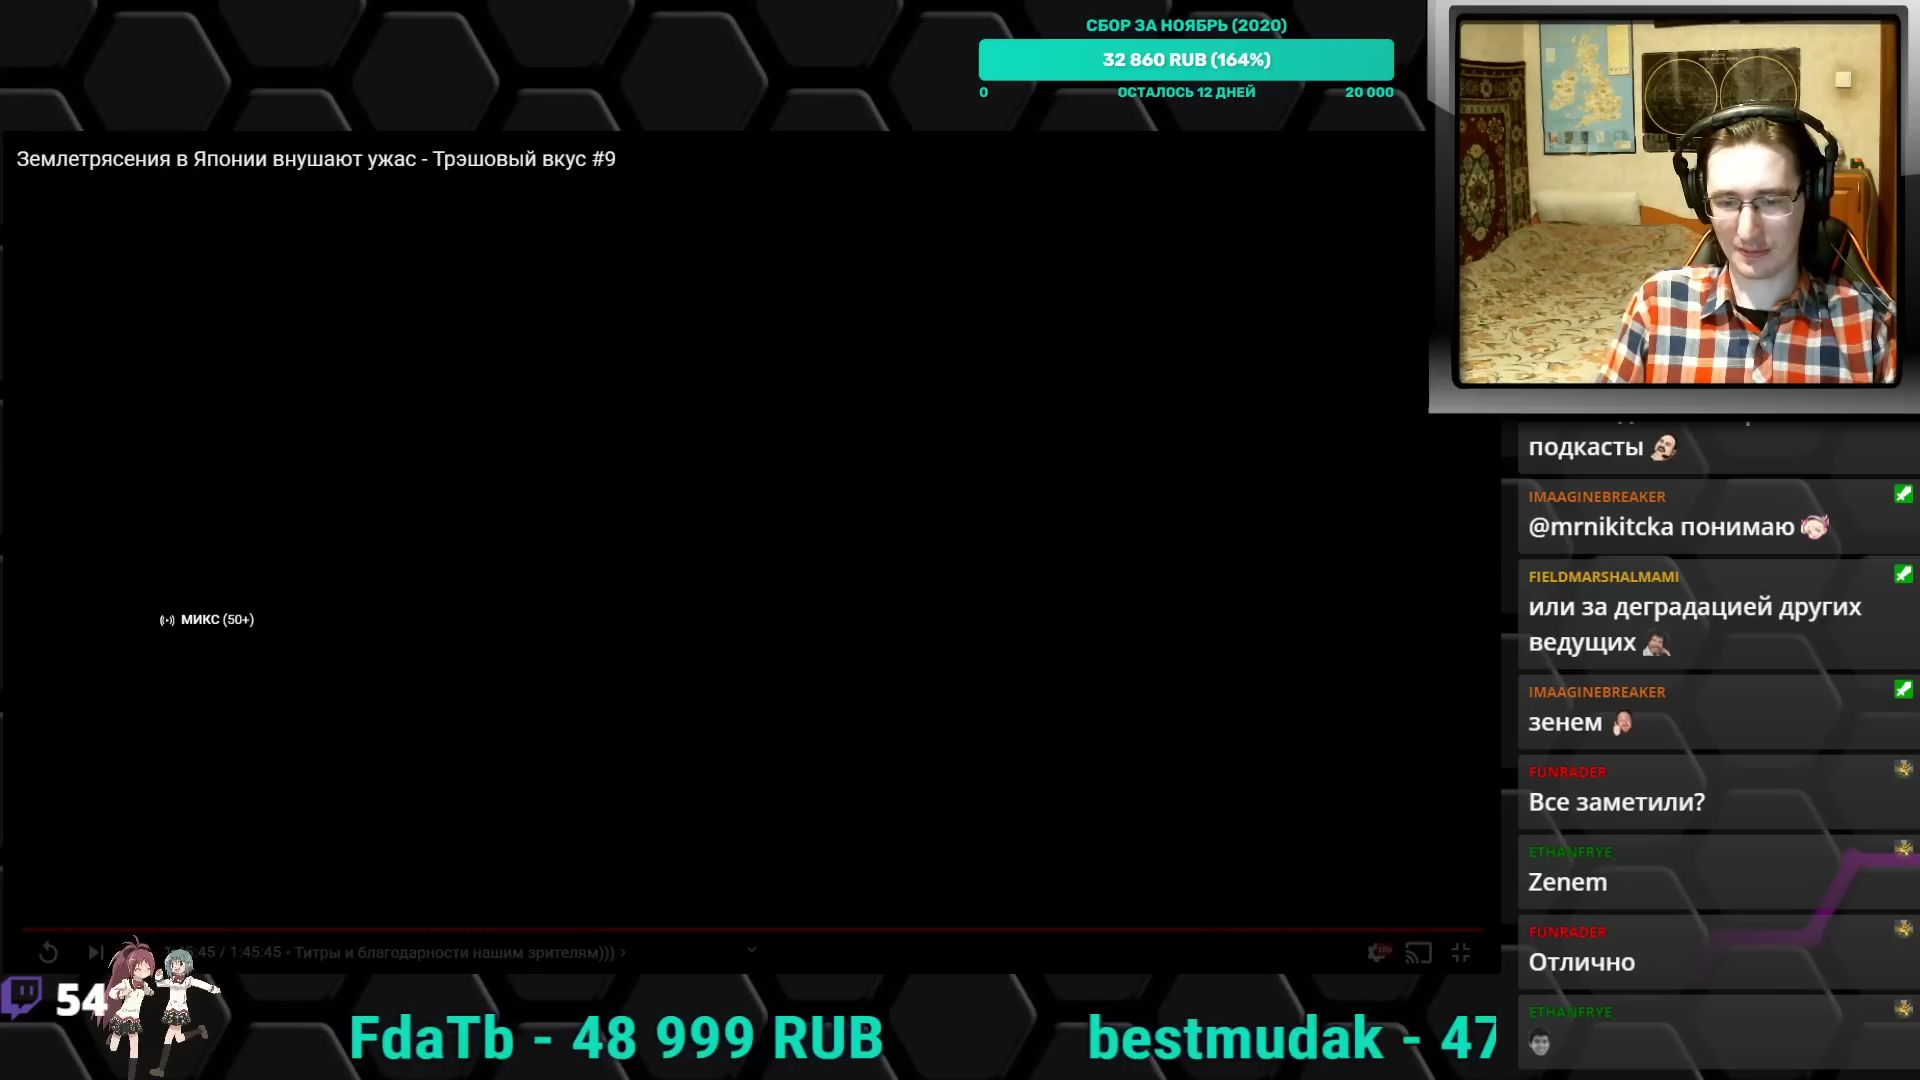 СБОР ЗА НОЯБРЬ (2020)
32 860 RUB (164%)
0 ОСТАЛОСЬ 12 ДНЕЙ 20 000
Землетрясения в Японии внушают ужас - Трэшовый вкус #9
МИКС (50+)
подкасты
IMAAGINEBREAKER
@mrnikitcka понимаю
FIELDMARSHALMAMI
или за деградацией других
ведущих
IMAAGINEBREAKER
зенем
FUNRADER
Все заметили?
ETHANFRYE
Zenem
FUNRADER
Отлично
ETHANFRYE
/ 1:45:45 • Титры и благодарности нашим зрителям))) ›
54
FdaTb - 48 999 RUB
bestmudak - 47